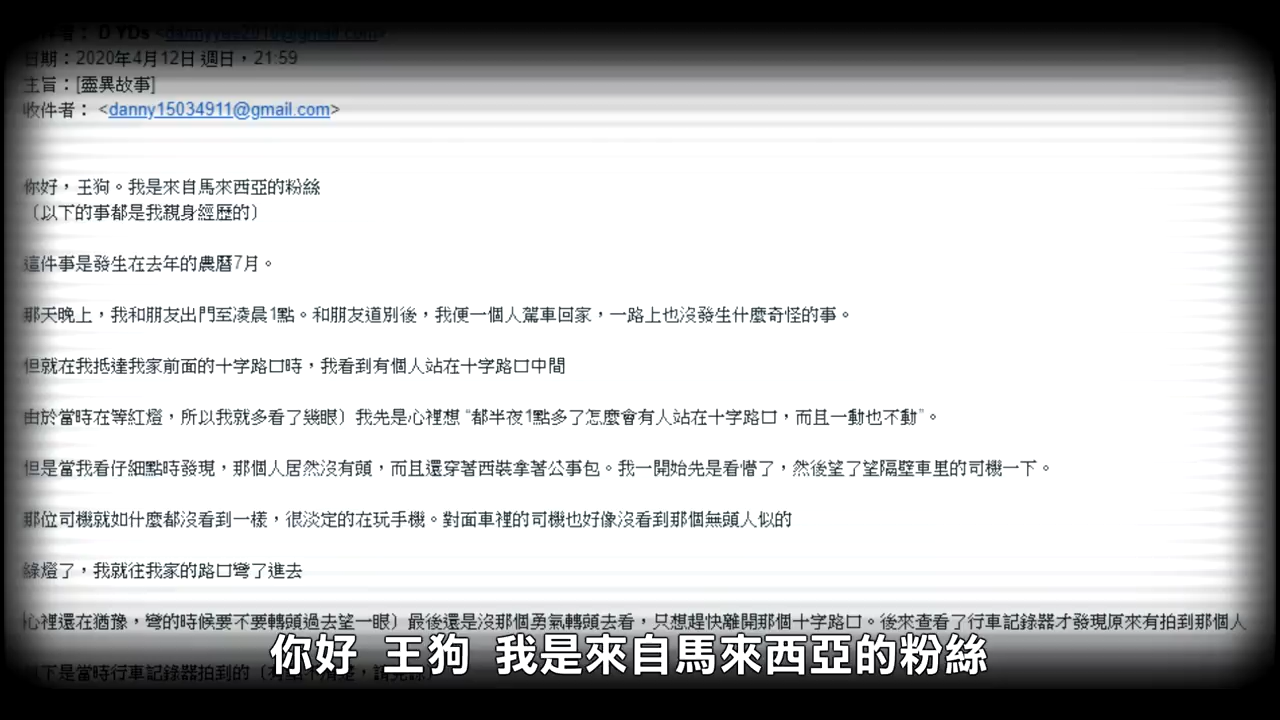 件者： D YDs <dannyyee2010@gmail.com>
日期：2020年4月12日 週日，21:59
主旨：[靈異故事]
收件者： <danny15034911@gmail.com>
你好，王狗。我是來自馬來西亞的粉絲
（以下的事都是我親身經歷的）
這件事是發生在去年的農曆7月。
那天晚上，我和朋友出門至凌晨1點。和朋友道別後，我便一個人駕車回家，一路上也沒發生什麼奇怪的事。
但就在我抵達我家前面的十字路口時，我看到有個人站在十字路口中間
由於當時在等紅燈，所以我就多看了幾眼）我先是心裡想 “都半夜1點多了怎麼會有人站在十字路口，而且一動也不動”。
但是當我看仔細點時發現，那個人居然沒有頭，而且還穿著西裝拿著公事包。我一開始先是看懵了，然後望了望隔壁車里的司機一下。
那位司機就如什麼都沒看到一樣，很淡定的在玩手機。對面車裡的司機也好像沒看到那個無頭人似的
綠燈了，我就往我家的路口彎了進去
心裡還在猶豫，彎的時候要不要轉頭過去望一眼）最後還是沒那個勇氣轉頭去看，只想趕快離開那個十字路口。後來查看了行車記錄器才發現原來有拍到那個人
以下是當時行車記錄器拍到的（有點不清楚，請見諒）
你好 王狗 我是來自馬來西亞的粉絲